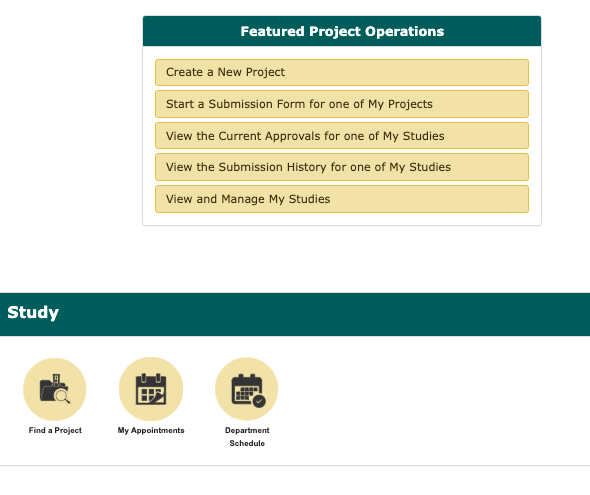 Featured Project Operations
Create a New Project
Start a Submission Form for one of My Projects
View the Current Approvals for one of My Studies
View the Submission History for one of My Studies
View and Manage My Studies
Study
Find a Project
My Appointments
Department
Schedule